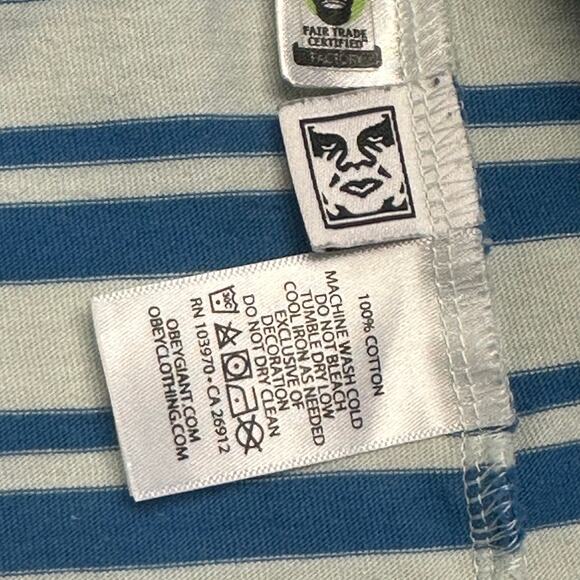 FAIR TRADE
CERTIFIED
FACTORY
100% COTTON
MACHINE WASH COLD
DO NOT BLEACH
TUMBLE DRY LOW
COOL IRON AS NEEDED
EXCLUSIVE OF
DECORATION
DO NOT DRY CLEAN
RN 103970 • CA 26912
OBEYGIANT.COM
OBEYCLOTHING.COM